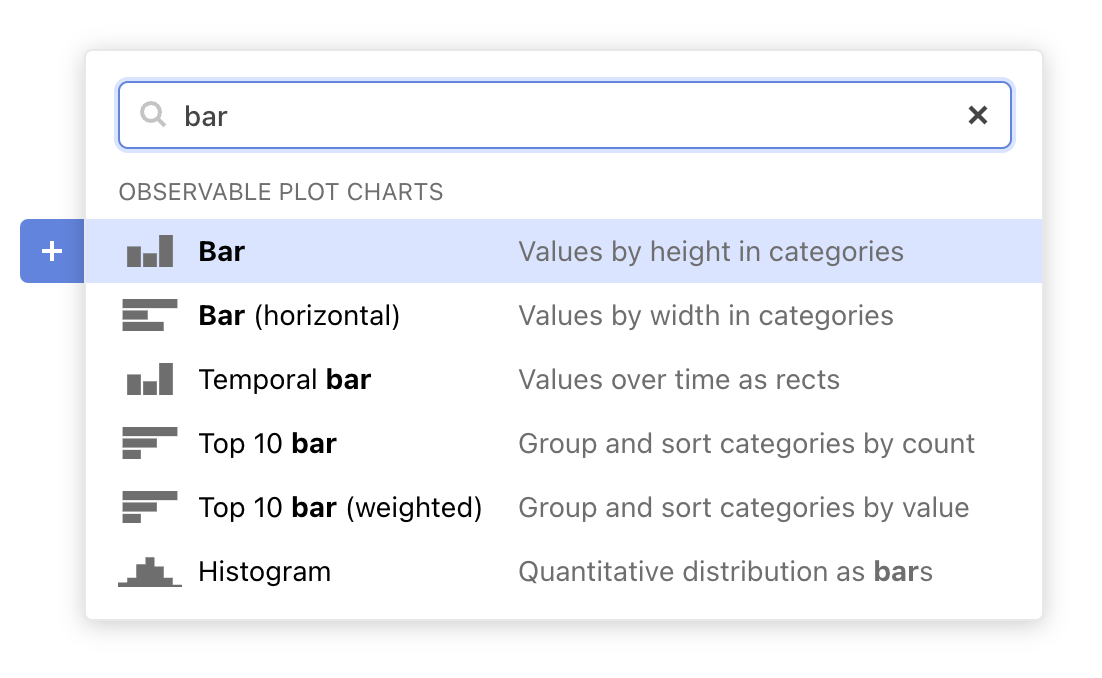 bar
OBSERVABLE PLOT CHARTS
Bar Values by height in categories
Bar (horizontal) Values by width in categories
Temporal bar Values over time as rects
Top 10 bar Group and sort categories by count
Top 10 bar (weighted) Group and sort categories by value
Histogram Quantitative distribution as bars